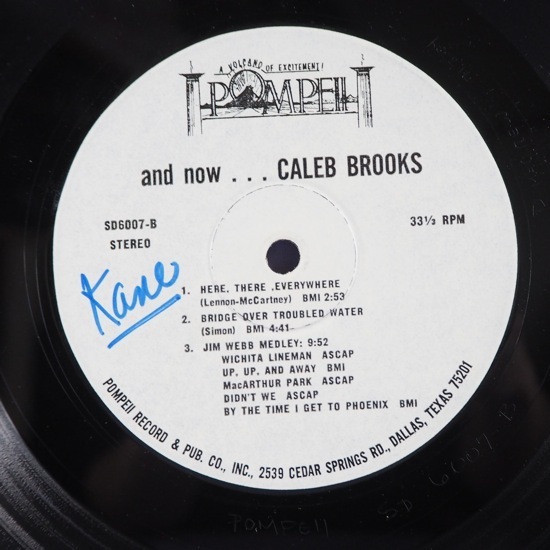 A VOLCANO OF EXCITEMENT!
POMPEII
and now . . . CALEB BROOKS
SD6007-B
STEREO
33⅓ RPM
Kane
1. HERE, THERE ,EVERYWHERE
(Lennon-McCartney) BMI 2:53
2. BRIDGE OVER TROUBLED WATER
(Simon) BMI 4:41
3. JIM WEBB MEDLEY: 9:52
WICHITA LINEMAN ASCAP
UP, UP, AND AWAY BMI
MacARTHUR PARK ASCAP
DIDN'T WE ASCAP
BY THE TIME I GET TO PHOENIX BMI
POMPEII RECORD & PUB. CO., INC., 2539 CEDAR SPRINGS RD., DALLAS, TEXAS 75201
POMPEII SD 6007 B